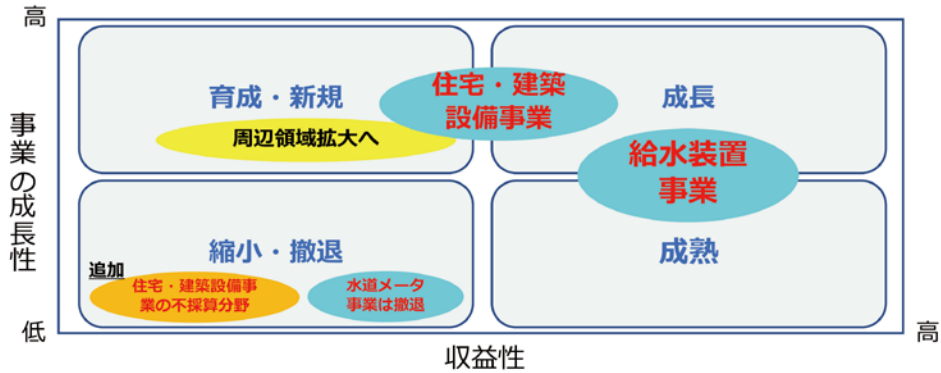 高
事業の成長性
低
育成・新規
周辺領域拡大へ
住宅・建築
設備事業
成長
給水装置
事業
縮小・撤退
追加
住宅・建築設備事
業の不採算分野
水道メータ
事業は撤退
成熟
収益性
高